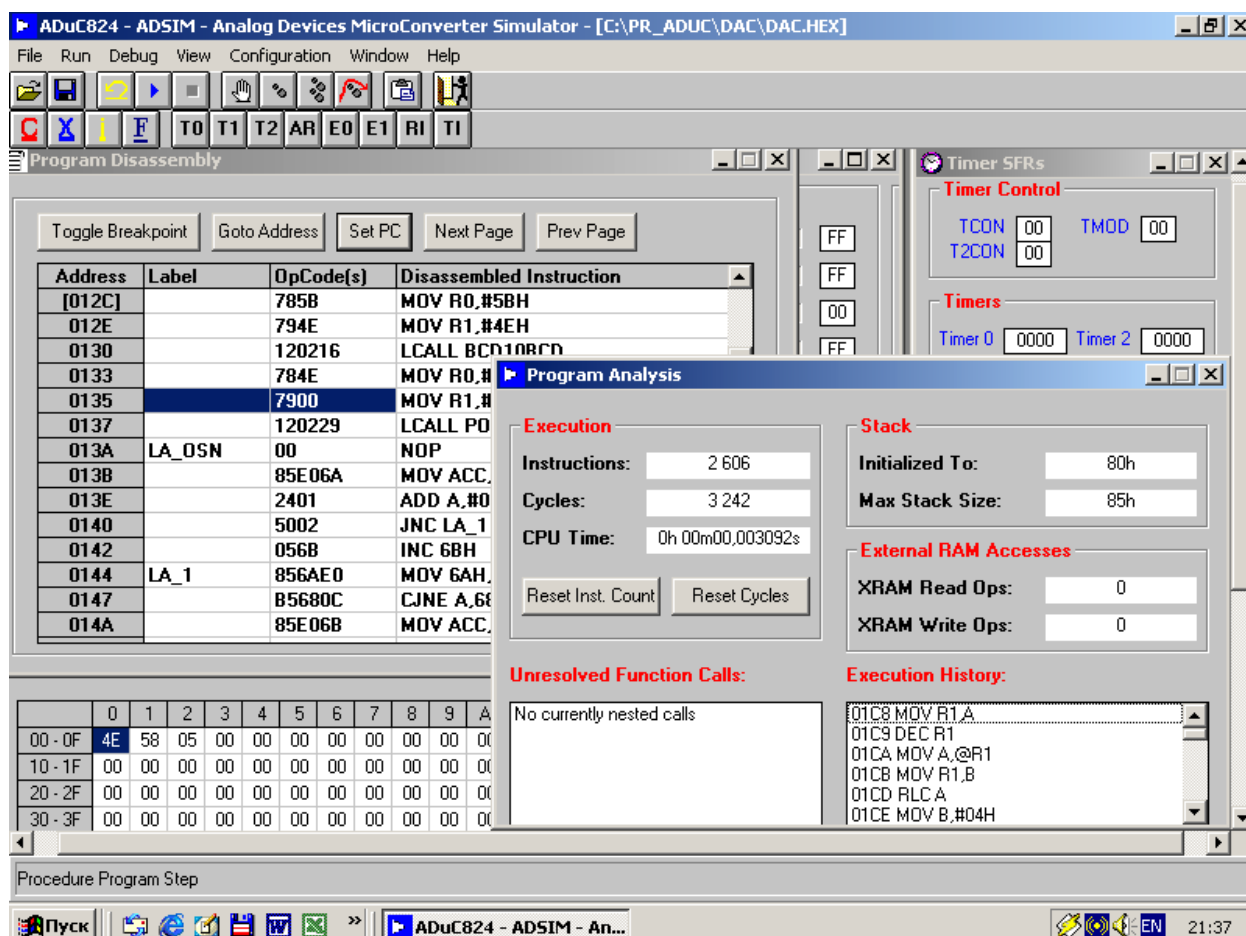 ADuC824 - ADSIM - Analog Devices MicroConverter Simulator - [C:\PR_ADUC\DAC\DAC.HEX]
File Run Debug View Configuration Window Help
T0 T1 T2 AR E0 E1 RI TI
Program Disassembly
Toggle Breakpoint Goto Address Set PC Next Page Prev Page
Address Label OpCode(s) Disassembled Instruction
[012C] 785B MOV R0,#5BH
012E 794E MOV R1,#4EH
0130 120216 LCALL BCD10BCD
0133 784E MOV R0,#
0135 7900 MOV R1,#
0137 120229 LCALL PO
013A LA_OSN 00 NOP
013B 85E06A MOV ACC,
013E 2401 ADD A,#0
0140 5002 JNC LA_1
0142 056B INC 6BH
0144 LA_1 856AE0 MOV 6AH,
0147 B5680C CJNE A,68
014A 85E06B MOV ACC,
FF
FF
00
FF
Timer SFRs
Timer Control
TCON 00 TMOD 00
T2CON 00
Timers
Timer 0 0000 Timer 2 0000
Program Analysis
Execution
Instructions: 2 606
Cycles: 3 242
CPU Time: 0h 00m00,003092s
Reset Inst. Count Reset Cycles
Stack
Initialized To: 80h
Max Stack Size: 85h
External RAM Accesses
XRAM Read Ops: 0
XRAM Write Ops: 0
Unresolved Function Calls:
No currently nested calls
Execution History:
01C8 MOV R1,A
01C9 DEC R1
01CA MOV A,@R1
01CB MOV R1,B
01CD RLC A
01CE MOV B,#04H
0 1 2 3 4 5 6 7 8 9 A
00 - 0F 4E 58 05 00 00 00 00 00 00 00
10 - 1F 00 00 00 00 00 00 00 00 00 00
20 - 2F 00 00 00 00 00 00 00 00 00 00
30 - 3F 00 00 00 00 00 00 00 00 00 00
Procedure Program Step
Пуск » ADuC824 - ADSIM - An... EN 21:37